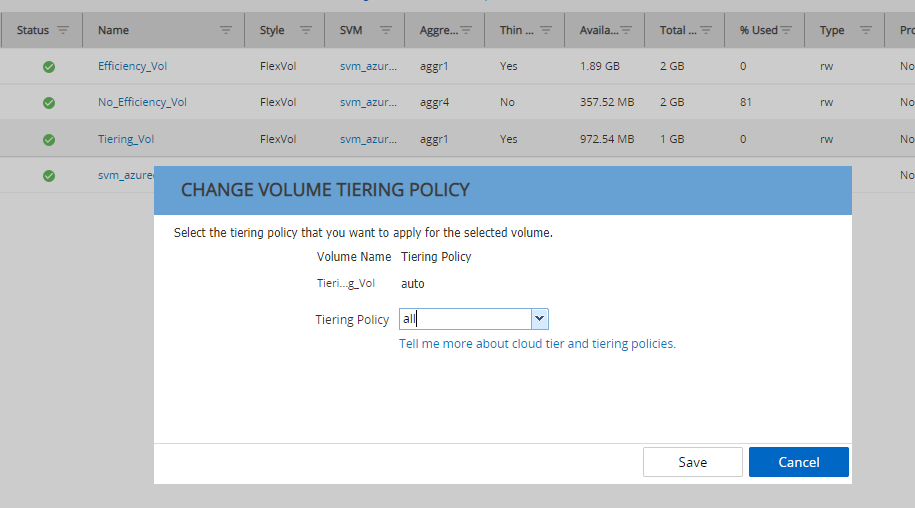 Status Name Style SVM Aggre... Thin ... Availa... Total ... % Used Type Pro
Efficiency_Vol FlexVol svm_azur... aggr1 Yes 1.89 GB 2 GB 0 rw No
No_Efficiency_Vol FlexVol svm_azur... aggr4 No 357.52 MB 2 GB 81 rw No
Tiering_Vol FlexVol svm_azur... aggr1 Yes 972.54 MB 1 GB 0 rw No
svm_azure No
CHANGE VOLUME TIERING POLICY
Select the tiering policy that you want to apply for the selected volume.
Volume Name Tiering Policy
Tieri...g_Vol auto
Tiering Policy all
Tell me more about cloud tier and tiering policies.
Save Cancel